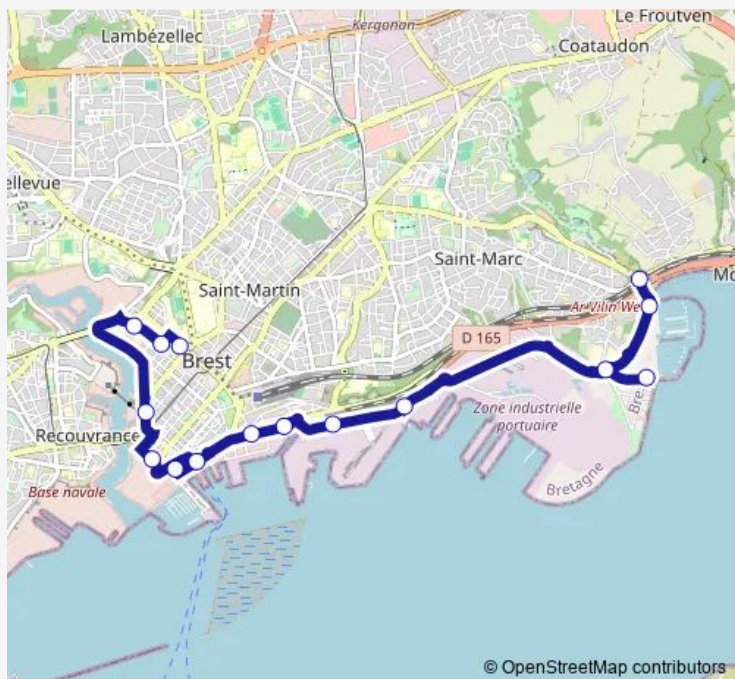 Le Froutven
Kergonan
Lambézellec
Coataudon
ellevue
Saint-Marc
Saint-Martin
Mo
Ar Vilin We
D 165
Brest
Bre
Zone industrielle
portuaire
Recouvrance
Bretagne
Base navale
© OpenStreetMap contributors